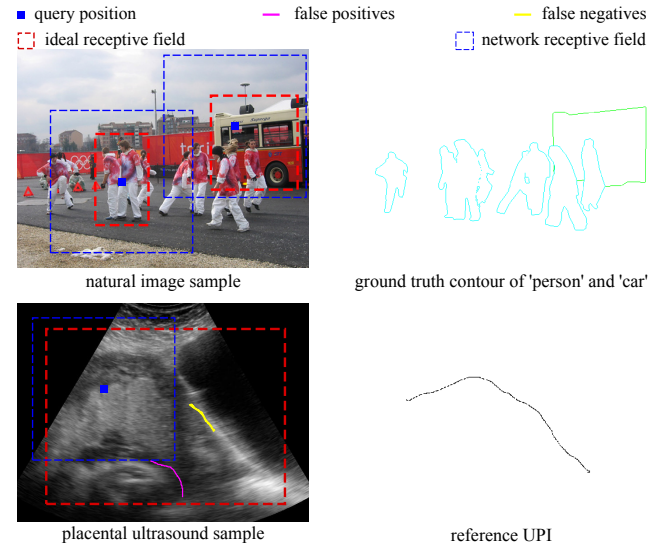 query position false positives false negatives
ideal receptive field network receptive field
natural image sample ground truth contour of 'person' and 'car'
placental ultrasound sample reference UPI